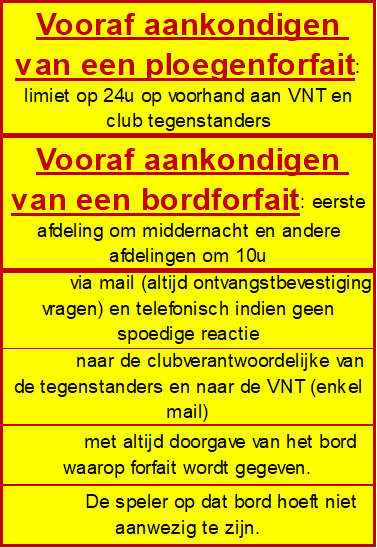 Vooraf aankondigen
van een ploegenforfait:
limiet op 24u op voorhand aan VNT en
club tegenstanders
Vooraf aankondigen
van een bordforfait: eerste
afdeling om middernacht en andere
afdelingen om 10u
via mail (altijd ontvangstbevestiging
vragen) en telefonisch indien geen
spoedige reactie
naar de clubverantwoordelijke van
de tegenstanders en naar de VNT (enkel
mail)
met altijd doorgave van het bord
waarop forfait wordt gegeven.
De speler op dat bord hoeft niet
aanwezig te zijn.